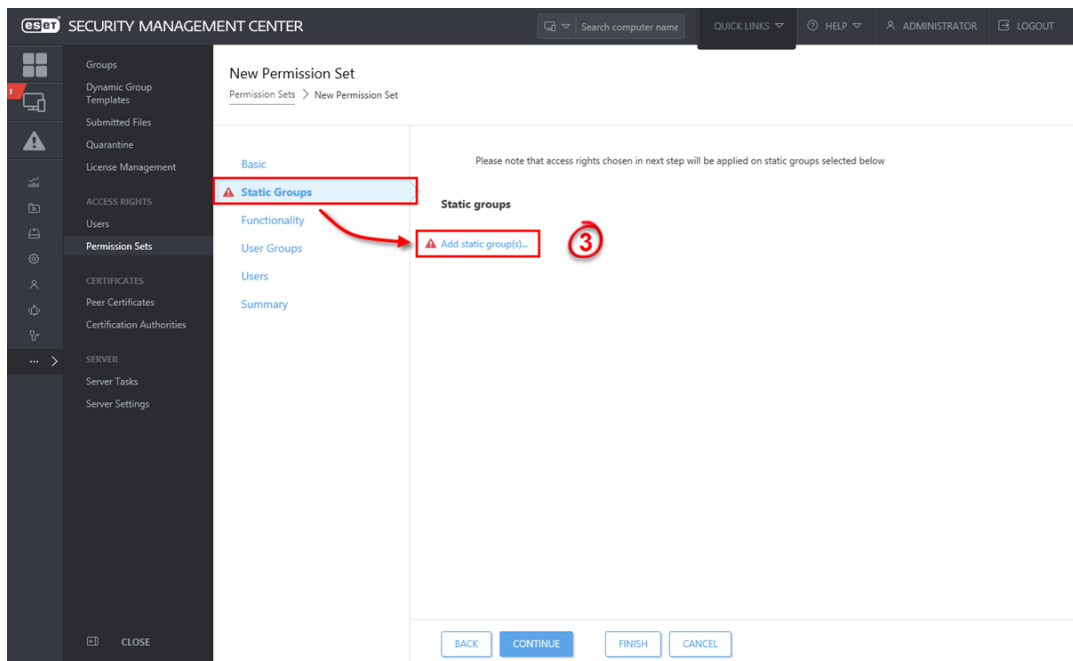 eset SECURITY MANAGEMENT CENTER
Search computer name
QUICK LINKS
HELP
ADMINISTRATOR
LOGOUT
1
Groups
Dynamic Group
Templates
Submitted Files
Quarantine
License Management
ACCESS RIGHTS
Users
Permission Sets
CERTIFICATES
Peer Certificates
Certification Authorities
SERVER
Server Tasks
Server Settings
CLOSE
New Permission Set
Permission Sets > New Permission Set
Basic
Static Groups
Functionality
User Groups
Users
Summary
Please note that access rights chosen in next step will be applied on static groups selected below
Static groups
Add static group(s)...
3
BACK
CONTINUE
FINISH
CANCEL